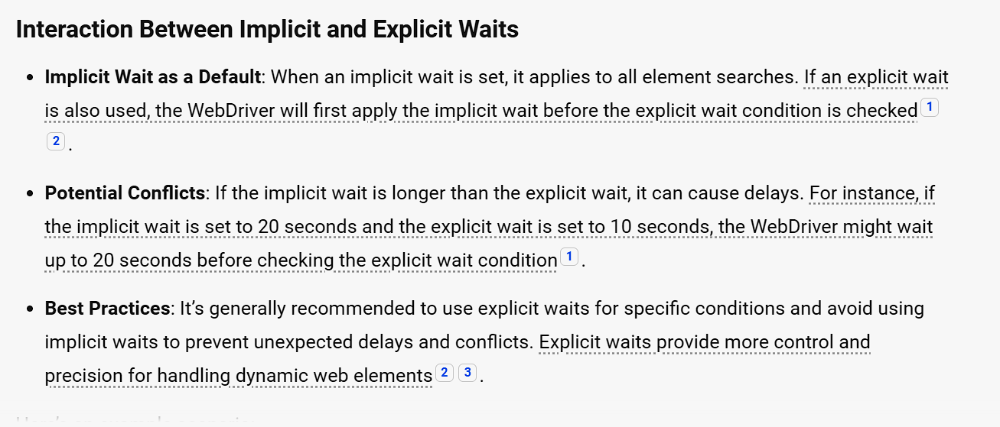 Interaction Between Implicit and Explicit Waits
• Implicit Wait as a Default: When an implicit wait is set, it applies to all element searches. If an explicit wait
is also used, the WebDriver will first apply the implicit wait before the explicit wait condition is checked 1
2 .
• Potential Conflicts: If the implicit wait is longer than the explicit wait, it can cause delays. For instance, if
the implicit wait is set to 20 seconds and the explicit wait is set to 10 seconds, the WebDriver might wait
up to 20 seconds before checking the explicit wait condition 1 .
• Best Practices: It’s generally recommended to use explicit waits for specific conditions and avoid using
implicit waits to prevent unexpected delays and conflicts. Explicit waits provide more control and
precision for handling dynamic web elements 2 3 .